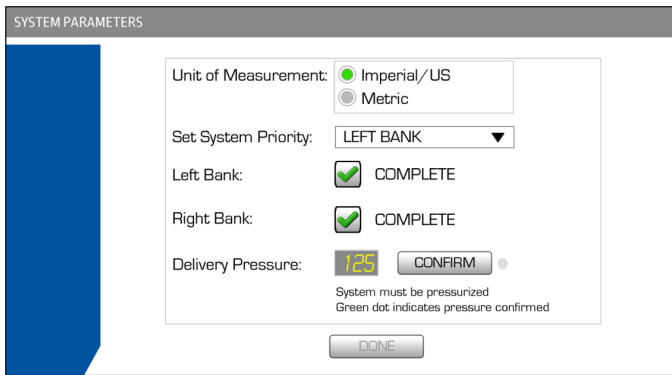 SYSTEM PARAMETERS
Unit of Measurement: Imperial/US
Metric
Set System Priority: LEFT BANK
Left Bank: COMPLETE
Right Bank: COMPLETE
Delivery Pressure: 125 CONFIRM
System must be pressurized
Green dot indicates pressure confirmed
DONE